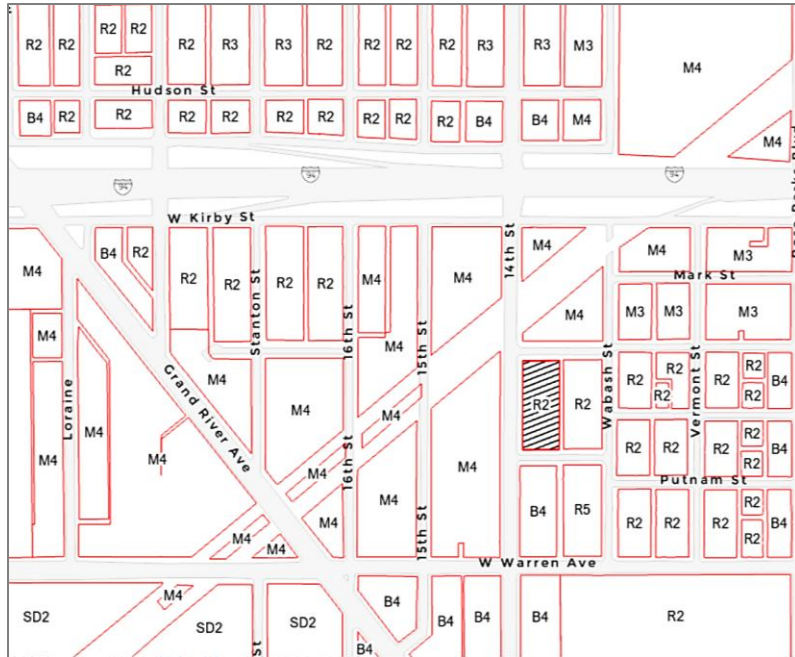 R2 R2 R2 R2 R2 R3 R3 R2 R2 R2 R2 R3 R3 M3 M4
R2
Hudson St
B4 R2 R2 R2 R2 R2 R2 R2 R2 R2 B4 B4 M4 M4
94 94 94
W Kirby St
B4 R2 R2 R2 R2 R2 M4 M4 14th St M4 M4 M3
M4 Mark St
M4 M4 M3 M3 M3
Stanton St 16th St M4 15th St
Loraine Grand River Ave M4 Wabash St Vermont St
R2 R2 R2 R2 R2 R2 R2 R2 B4
M4 M4 M4 M4 M4
M4 M4 M4 R2 R2 R2 R2 R2 B4
M4 16th St Putnam St
M4 M4 15th St B4 R5 R2 R2 R2 R2 R2 B4
M4 M4
W Warren Ave
M4 B4
SD2 SD2 SD2 B4 B4 B4 R2
St B4